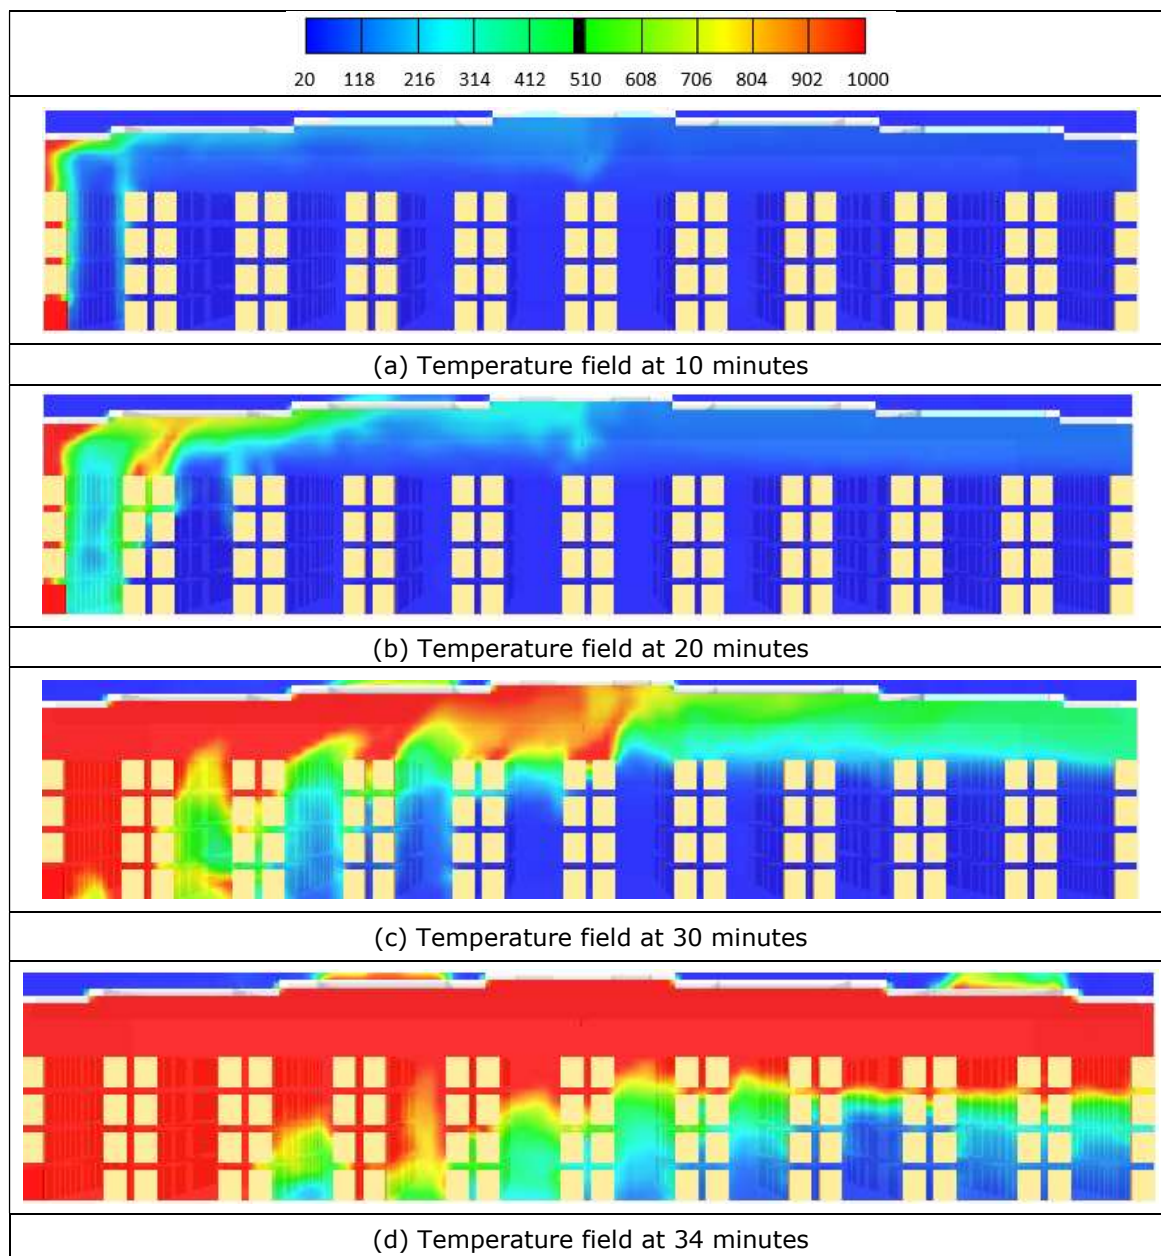 20 118 216 314 412 510 608 706 804 902 1000
(a) Temperature field at 10 minutes
(b) Temperature field at 20 minutes
(c) Temperature field at 30 minutes
(d) Temperature field at 34 minutes